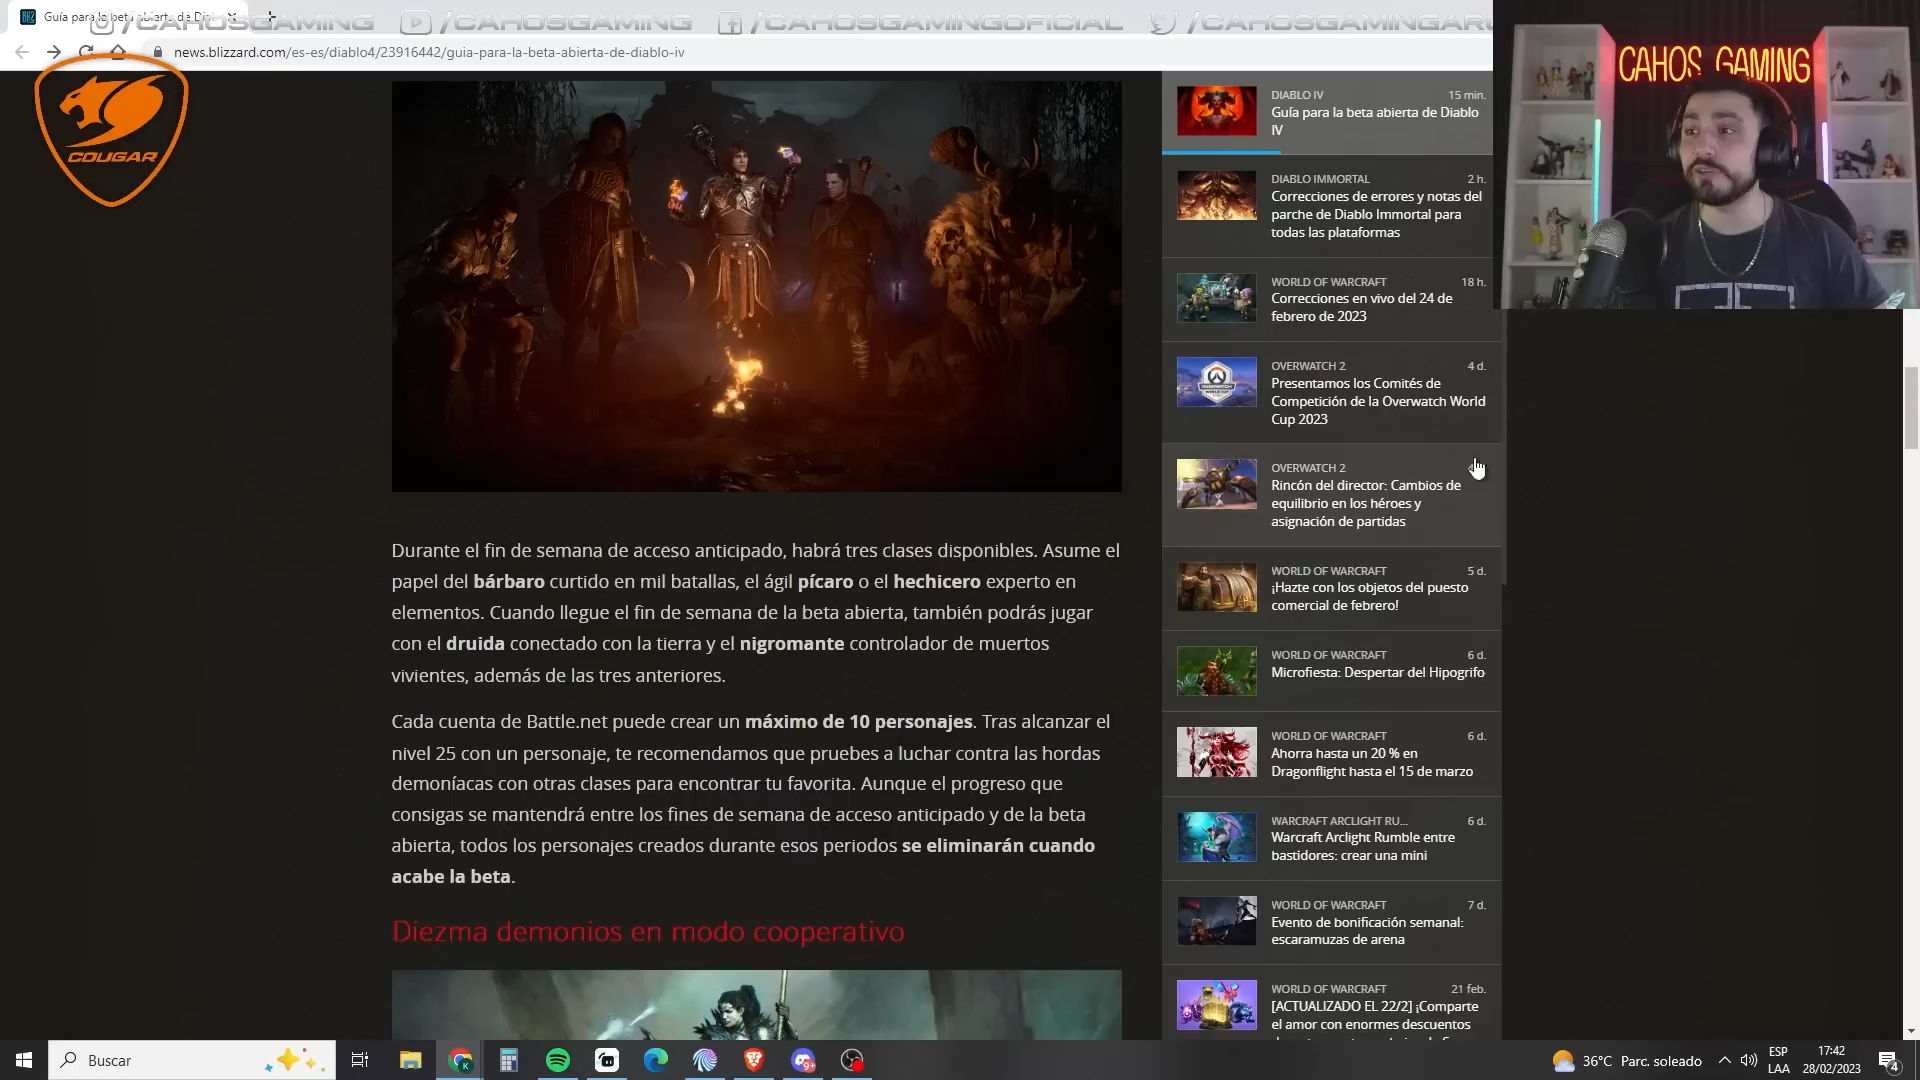 Guía para la beta abierta de Diab
/CAHOSGAMING
/CAHOSGAMING
/CAHOSGAMINGOFICIAL
/CAHOSGAMINGAR
news.blizzard.com/es-es/diablo4/23916442/guia-para-la-beta-abierta-de-diablo-iv
COUGAR
CAHOS GAMING
Durante el fin de semana de acceso anticipado, habrá tres clases disponibles. Asume el
papel del bárbaro curtido en mil batallas, el ágil pícaro o el hechicero experto en
elementos. Cuando llegue el fin de semana de la beta abierta, también podrás jugar
con el druida conectado con la tierra y el nigromante controlador de muertos
vivientes, además de las tres anteriores.
Cada cuenta de Battle.net puede crear un máximo de 10 personajes. Tras alcanzar el
nivel 25 con un personaje, te recomendamos que pruebes a luchar contra las hordas
demoníacas con otras clases para encontrar tu favorita. Aunque el progreso que
consigas se mantendrá entre los fines de semana de acceso anticipado y de la beta
abierta, todos los personajes creados durante esos periodos se eliminarán cuando
acabe la beta.
Diezma demonios en modo cooperativo
DIABLO IV 15 min.
Guía para la beta abierta de Diablo
IV
DIABLO IMMORTAL 2 h.
Correcciones de errores y notas del
parche de Diablo Immortal para
todas las plataformas
WORLD OF WARCRAFT 18 h.
Correcciones en vivo del 24 de
febrero de 2023
OVERWATCH 2 4 d.
Presentamos los Comités de
Competición de la Overwatch World
Cup 2023
OVERWATCH 2
Rincón del director: Cambios de
equilibrio en los héroes y
asignación de partidas
WORLD OF WARCRAFT 5 d.
¡Hazte con los objetos del puesto
comercial de febrero!
WORLD OF WARCRAFT 6 d.
Microfiesta: Despertar del Hipogrifo
WORLD OF WARCRAFT 6 d.
Ahorra hasta un 20 % en
Dragonflight hasta el 15 de marzo
WARCRAFT ARCLIGHT RU... 6 d.
Warcraft Arclight Rumble entre
bastidores: crear una mini
WORLD OF WARCRAFT 7 d.
Evento de bonificación semanal:
escaramuzas de arena
WORLD OF WARCRAFT 21 feb.
[ACTUALIZADO EL 22/2] ¡Comparte
el amor con enormes descuentos
Buscar
36°C Parc. soleado
ESP
LAA
17:42
28/02/2023
4